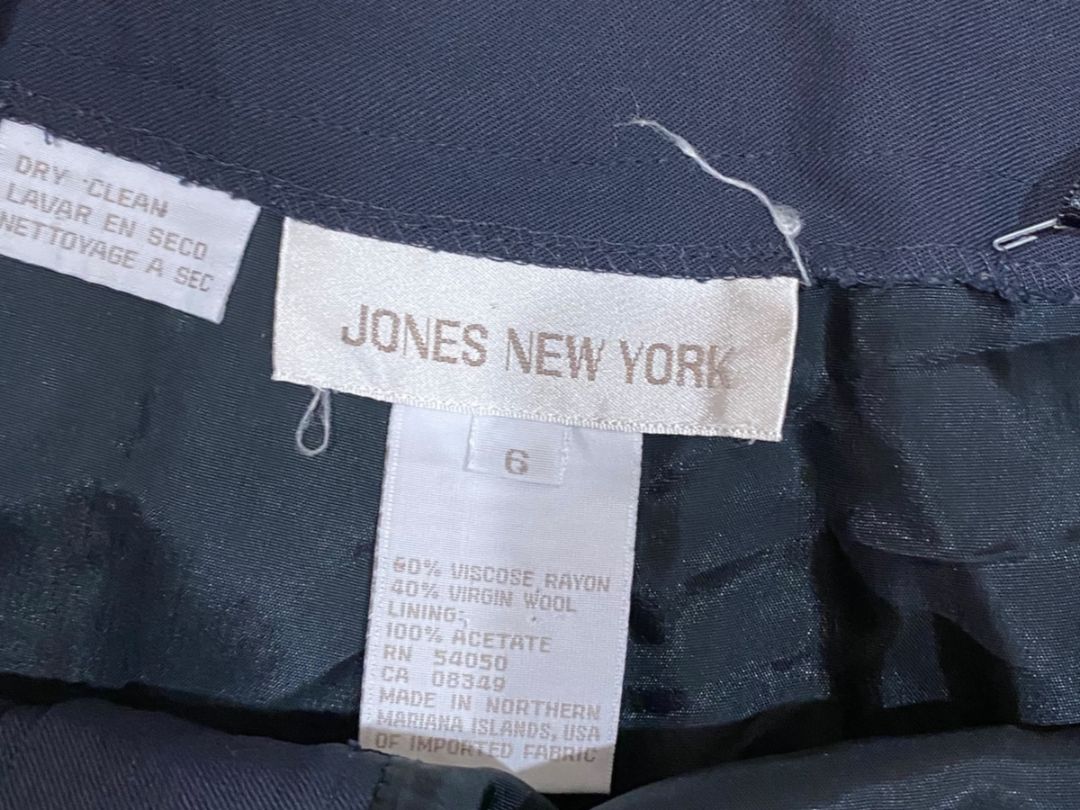 DRY CLEAN
LAVAR EN SECO
NETTOYAGE A SEC
JONES NEW YORK
6
60% VISCOSE, RAYON
40% VIRGIN WOOL
LINING:
100% ACETATE
RN 54050
CA 08349
MADE IN NORTHERN
MARIANA ISLANDS, USA
OF IMPORTED FABRIC